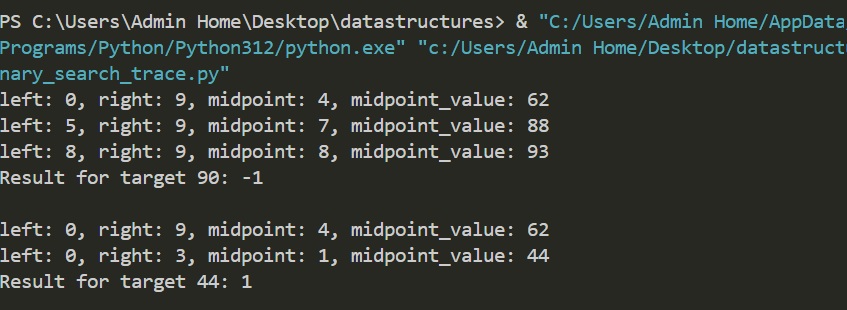 PS C:\Users\Admin Home\Desktop\datastructures> & "C:/Users/Admin Home/AppData/
Programs/Python/Python312/python.exe" "c:/Users/Admin Home/Desktop/datastructu
nary_search_trace.py"
left: 0, right: 9, midpoint: 4, midpoint_value: 62
left: 5, right: 9, midpoint: 7, midpoint_value: 88
left: 8, right: 9, midpoint: 8, midpoint_value: 93
Result for target 90: -1
left: 0, right: 9, midpoint: 4, midpoint_value: 62
left: 0, right: 3, midpoint: 1, midpoint_value: 44
Result for target 44: 1